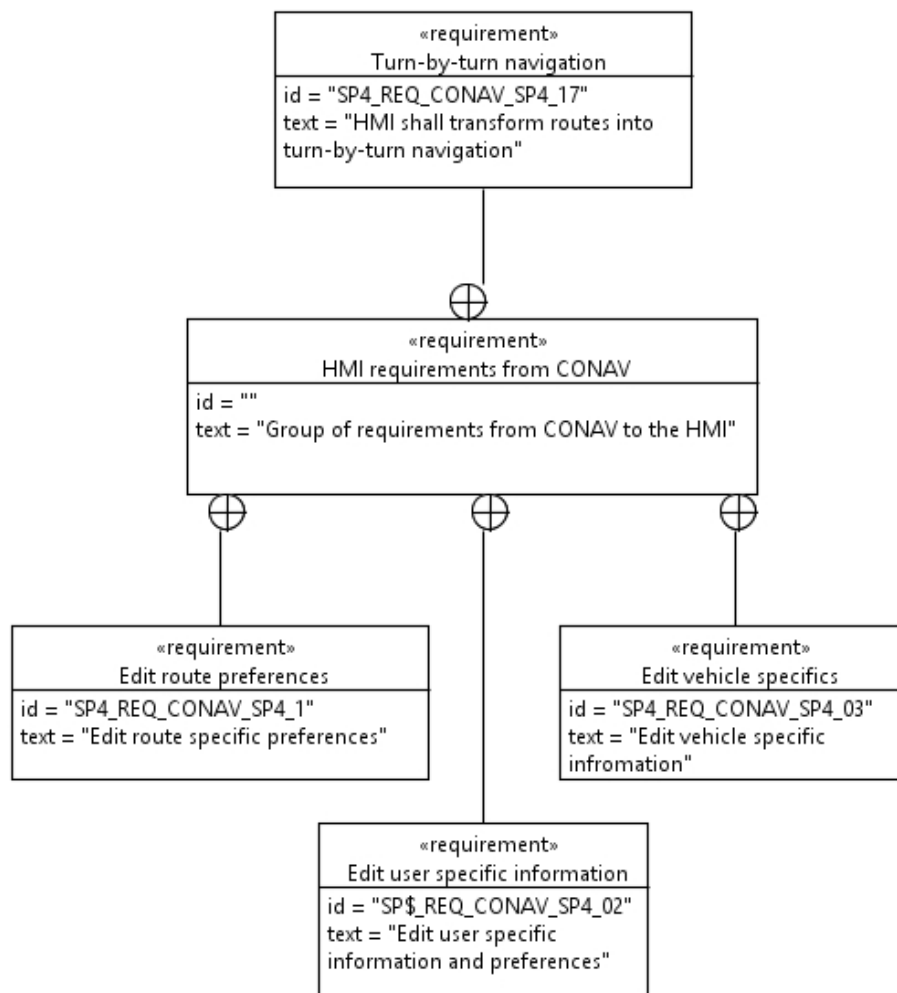 «requirement»
Turn-by-turn navigation
id = "SP4_REQ_CONAV_SP4_17"
text = "HMI shall transform routes into
turn-by-turn navigation"
«requirement»
HMI requirements from CONAV
id = ""
text = "Group of requirements from CONAV to the HMI"
«requirement»
Edit route preferences
id = "SP4_REQ_CONAV_SP4_1"
text = "Edit route specific preferences"
«requirement»
Edit vehicle specifics
id = "SP4_REQ_CONAV_SP4_03"
text = "Edit vehicle specific
infromation"
«requirement»
Edit user specific information
id = "SP$_REQ_CONAV_SP4_02"
text = "Edit user specific
information and preferences"